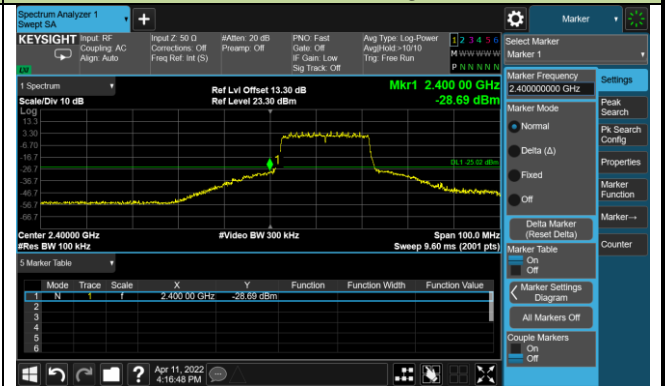 Spectrum Analyzer 1
Swept SA
+
Marker
KEYSIGHT Input: RF
Coupling: AC
Align: Auto
Input Z: 50 Ω
Corrections: Off
Freq Ref: Int (S)
#Atten: 20 dB
Preamp: Off
PNO: Fast
Gate: Off
IF Gain: Low
Sig Track: Off
Avg Type: Log-Power
Avg|Hold:>10/10
Trig: Free Run
1 2 3 4 5 6
M W W W W W
P N N N N N
Select Marker
Marker 1
1 Spectrum
Scale/Div 10 dB
Log
Ref Lvl Offset 13.30 dB
Ref Level 23.30 dBm
Mkr1 2.400 00 GHz
-28.69 dBm
13.3
3.30
-6.70
-16.7
-26.7
-36.7
-46.7
-56.7
-66.7
1
DL1 -25.02 dBm
Center 2.40000 GHz
#Res BW 100 kHz
#Video BW 300 kHz
Span 100.0 MHz
Sweep 9.60 ms (2001 pts)
5 Marker Table
Mode Trace Scale X Y Function Function Width Function Value
1 N 1 f 2.400 00 GHz -28.69 dBm
2
3
4
5
6
Marker Frequency
2.400000000 GHz
Marker Mode
Normal
Delta (Δ)
Fixed
Off
Delta Marker
(Reset Delta)
Marker Table
On
Off
Marker Settings
Diagram
All Markers Off
Couple Markers
On
Off
Settings
Peak
Search
Pk Search
Config
Properties
Marker
Function
Marker→
Counter
?
Apr 11, 2022
4:16:48 PM